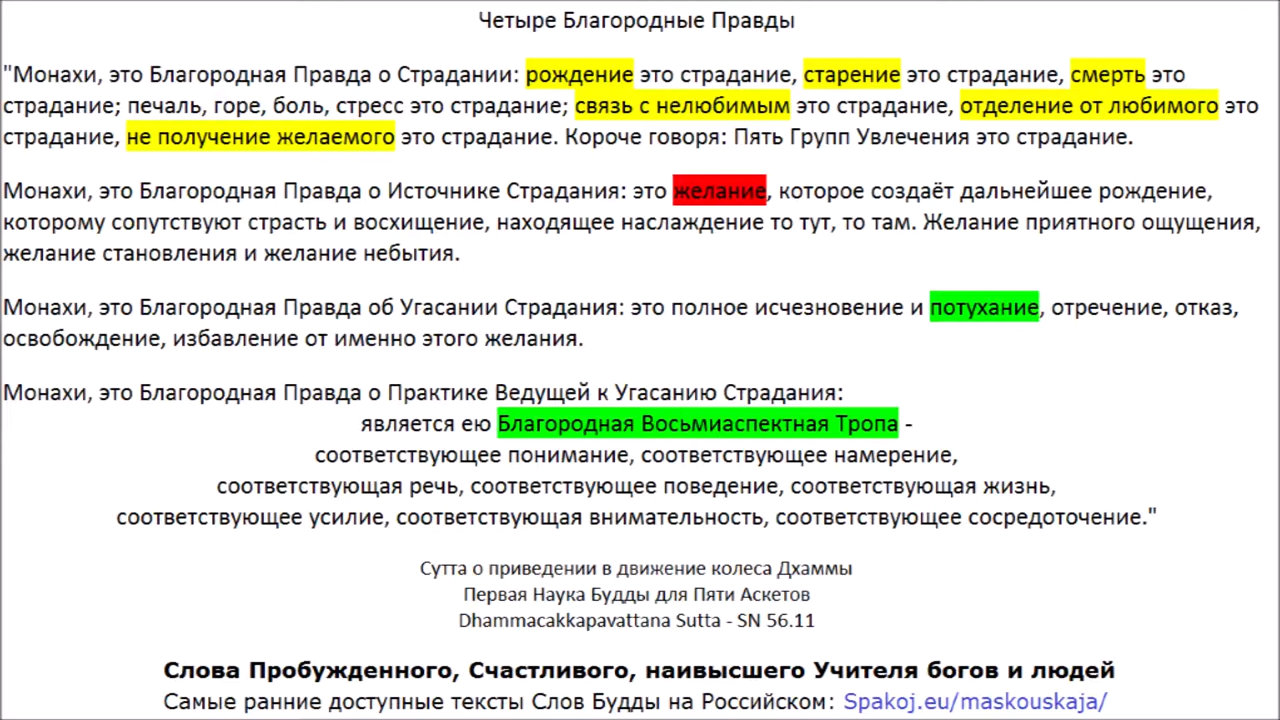 Четыре Благородные Правды
"Монахи, это Благородная Правда о Страдании: рождение это страдание, старение это страдание, смерть это
страдание; печаль, горе, боль, стресс это страдание; связь с нелюбимым это страдание, отделение от любимого это
страдание, не получение желаемого это страдание. Короче говоря: Пять Групп Увлечения это страдание.
Монахи, это Благородная Правда о Источнике Страдания: это желание, которое создаёт дальнейшее рождение,
которому сопутствуют страсть и восхищение, находящее наслаждение то тут, то там. Желание приятного ощущения,
желание становления и желание небытия.
Монахи, это Благородная Правда об Угасании Страдания: это полное исчезновение и потухание, отречение, отказ,
освобождение, избавление от именно этого желания.
Монахи, это Благородная Правда о Практике Ведущей к Угасанию Страдания:
является ею Благородная Восьмиаспектная Тропа -
соответствующее понимание, соответствующее намерение,
соответствующая речь, соответствующее поведение, соответствующая жизнь,
соответствующее усилие, соответствующая внимательность, соответствующее сосредоточение."
Сутта о приведении в движение колеса Дхаммы
Первая Наука Будды для Пяти Аскетов
Dhammacakkapavattana Sutta - SN 56.11
Слова Пробужденного, Счастливого, наивысшего Учителя богов и людей
Самые ранние доступные тексты Слов Будды на Российском: Spakoj.eu/maskouskaja/